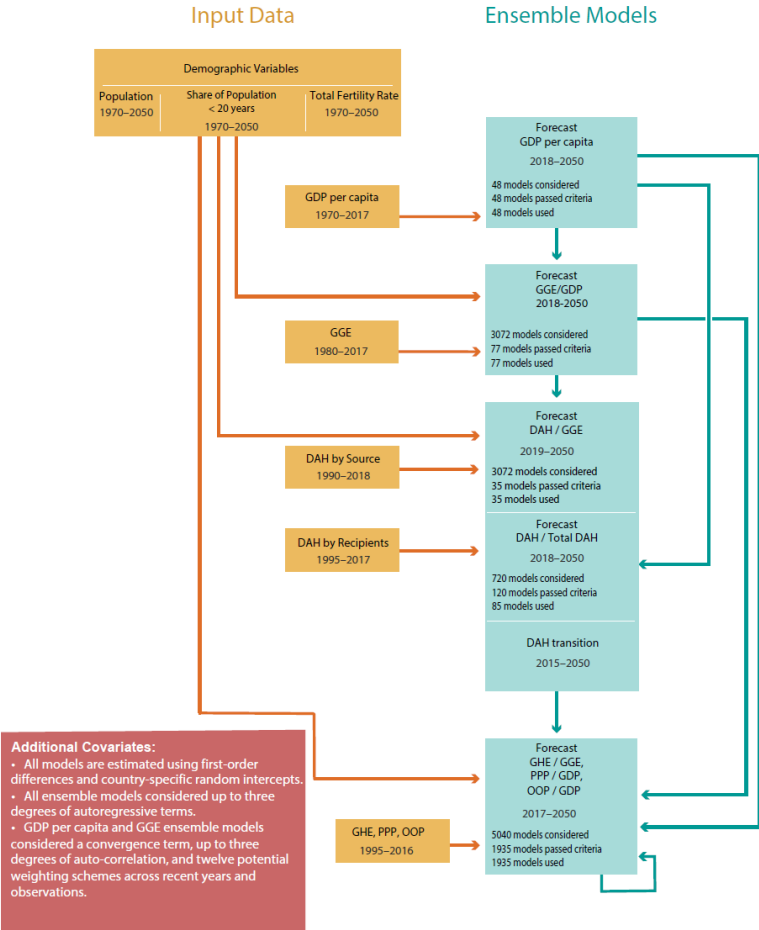 Input Data
Ensemble Models
Demographic Variables
Population
1970–2050
Share of Population
< 20 years
1970–2050
Total Fertility Rate
1970–2050
Forecast
GDP per capita
2018–2050
48 models considered
48 models passed criteria
48 models used
GDP per capita
1970–2017
Forecast
GGE/GDP
2018-2050
3072 models considered
77 models passed criteria
77 models used
GGE
1980–2017
Forecast
DAH / GGE
2019–2050
3072 models considered
35 models passed criteria
35 models used
DAH by Source
1990–2018
Forecast
DAH / Total DAH
2018–2050
720 models considered
120 models passed criteria
85 models used
DAH by Recipients
1995–2017
DAH transition
2015–2050
Forecast
GHE / GGE,
PPP / GDP,
OOP / GDP
2017–2050
5040 models considered
1935 models passed criteria
1935 models used
GHE, PPP, OOP
1995–2016
Additional Covariates:
• All models are estimated using first-order
differences and country-specific random intercepts.
• All ensemble models considered up to three
degrees of autoregressive terms.
• GDP per capita and GGE ensemble models
considered a convergence term, up to three
degrees of auto-correlation, and twelve potential
weighting schemes across recent years and
observations.